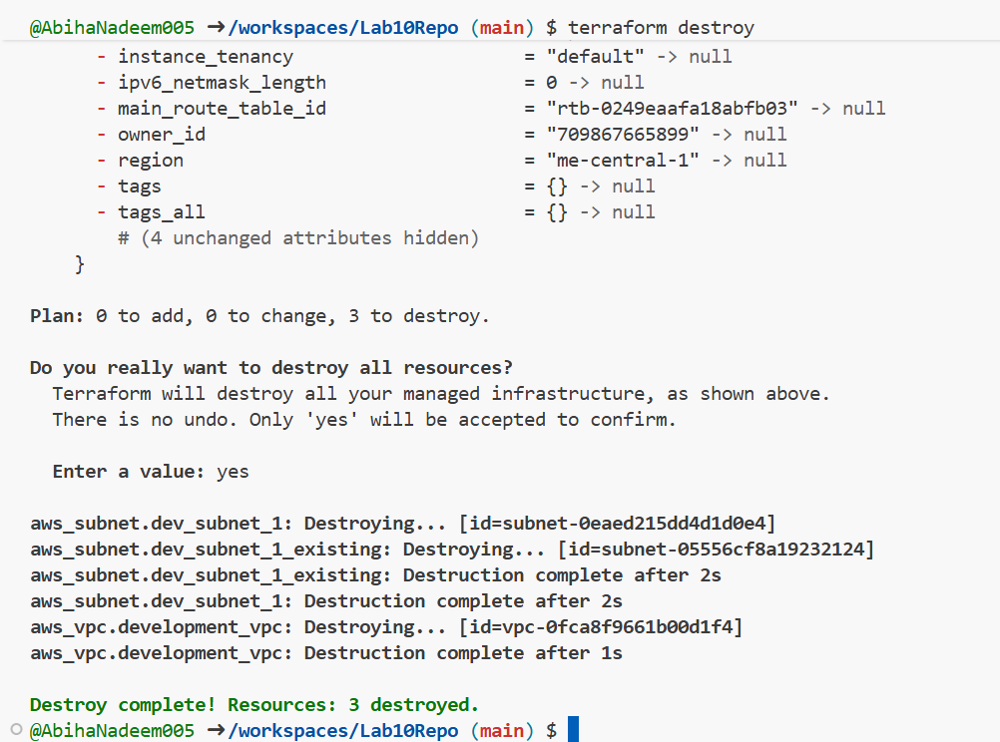 @AbihaNadeem005 ➜ /workspaces/Lab10Repo (main) $ terraform destroy
- instance_tenancy = "default" -> null
- ipv6_netmask_length = 0 -> null
- main_route_table_id = "rtb-0249eaafa18abfb03" -> null
- owner_id = "709867665899" -> null
- region = "me-central-1" -> null
- tags = {} -> null
- tags_all = {} -> null
# (4 unchanged attributes hidden)
}
Plan: 0 to add, 0 to change, 3 to destroy.
Do you really want to destroy all resources?
Terraform will destroy all your managed infrastructure, as shown above.
There is no undo. Only 'yes' will be accepted to confirm.
Enter a value: yes
aws_subnet.dev_subnet_1: Destroying... [id=subnet-0eaed215dd4d1d0e4]
aws_subnet.dev_subnet_1_existing: Destroying... [id=subnet-05556cf8a19232124]
aws_subnet.dev_subnet_1_existing: Destruction complete after 2s
aws_subnet.dev_subnet_1: Destruction complete after 2s
aws_vpc.development_vpc: Destroying... [id=vpc-0fca8f9661b00d1f4]
aws_vpc.development_vpc: Destruction complete after 1s
Destroy complete! Resources: 3 destroyed.
@AbihaNadeem005 ➜ /workspaces/Lab10Repo (main) $